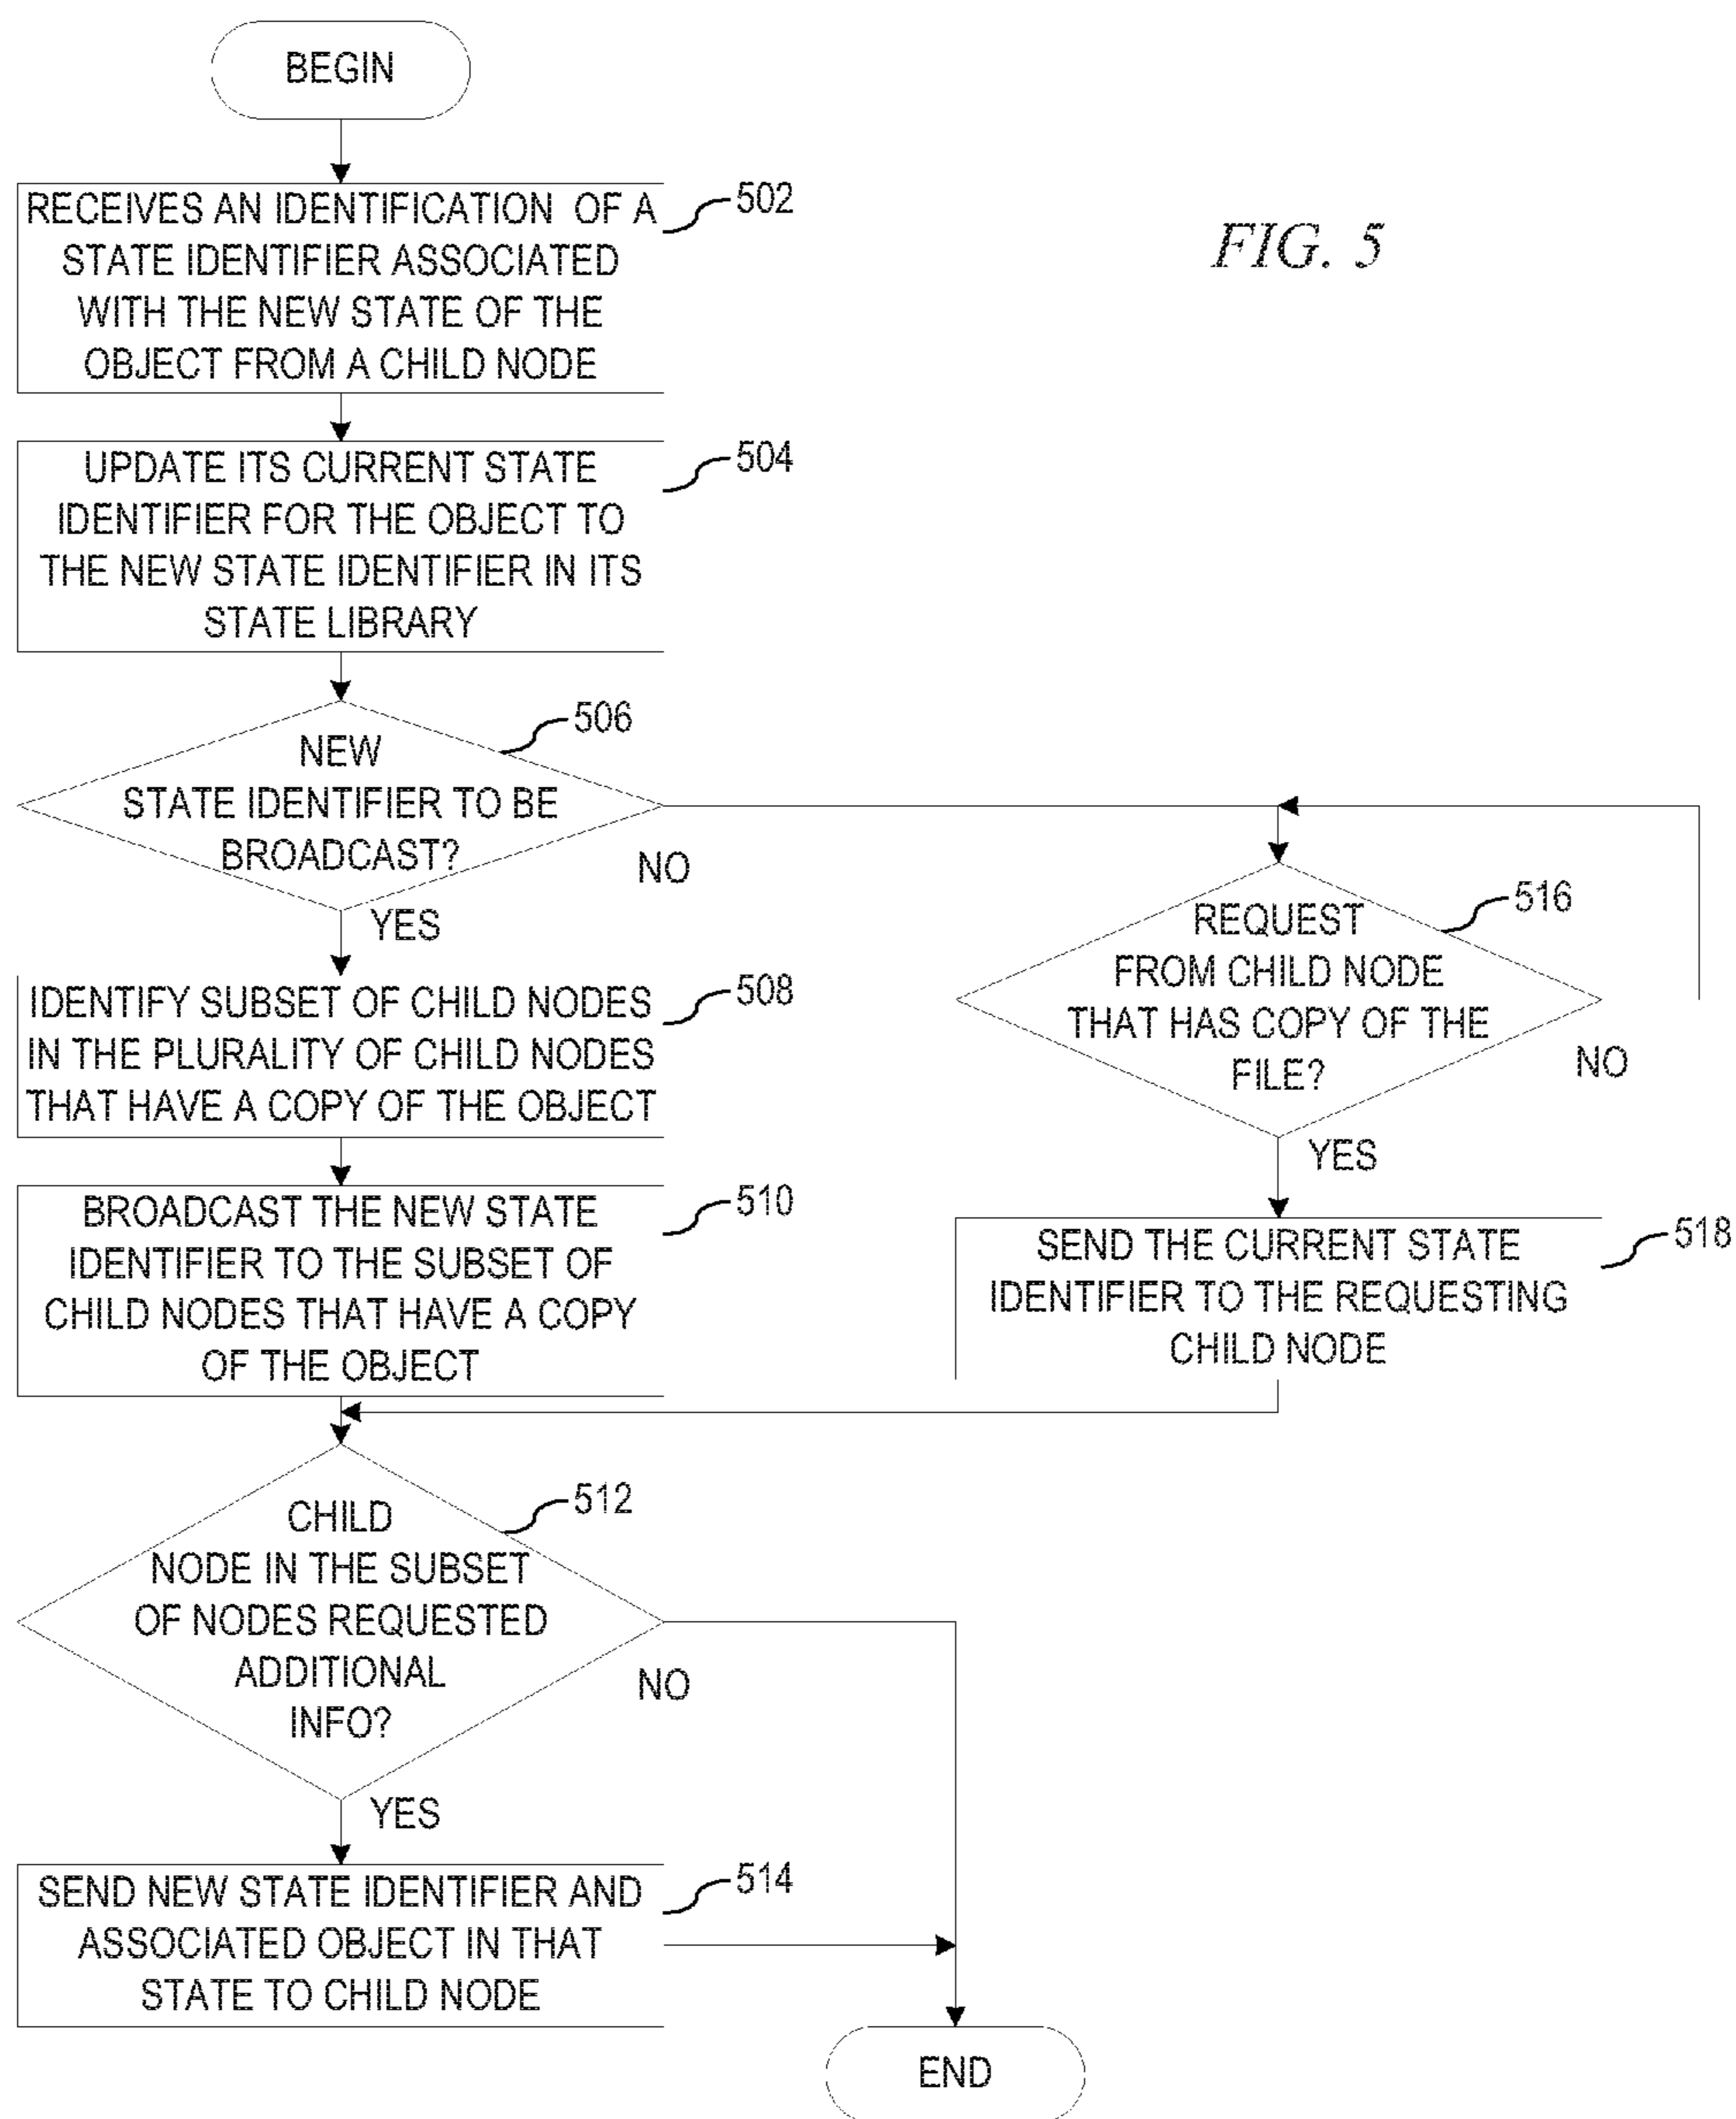 BEGIN
RECEIVES AN IDENTIFICATION OF A
STATE IDENTIFIER ASSOCIATED
WITH THE NEW STATE OF THE
OBJECT FROM A CHILD NODE
502
FIG. 5
UPDATE ITS CURRENT STATE
IDENTIFIER FOR THE OBJECT TO
THE NEW STATE IDENTIFIER IN ITS
STATE LIBRARY
504
NEW
STATE IDENTIFIER TO BE
BROADCAST?
506
NO
YES
IDENTIFY SUBSET OF CHILD NODES
IN THE PLURALITY OF CHILD NODES
THAT HAVE A COPY OF THE OBJECT
508
BROADCAST THE NEW STATE
IDENTIFIER TO THE SUBSET OF
CHILD NODES THAT HAVE A COPY
OF THE OBJECT
510
REQUEST
FROM CHILD NODE
THAT HAS COPY OF THE
FILE?
516
NO
YES
SEND THE CURRENT STATE
IDENTIFIER TO THE REQUESTING
CHILD NODE
518
CHILD
NODE IN THE SUBSET
OF NODES REQUESTED
ADDITIONAL
INFO?
512
NO
YES
SEND NEW STATE IDENTIFIER AND
ASSOCIATED OBJECT IN THAT
STATE TO CHILD NODE
514
END